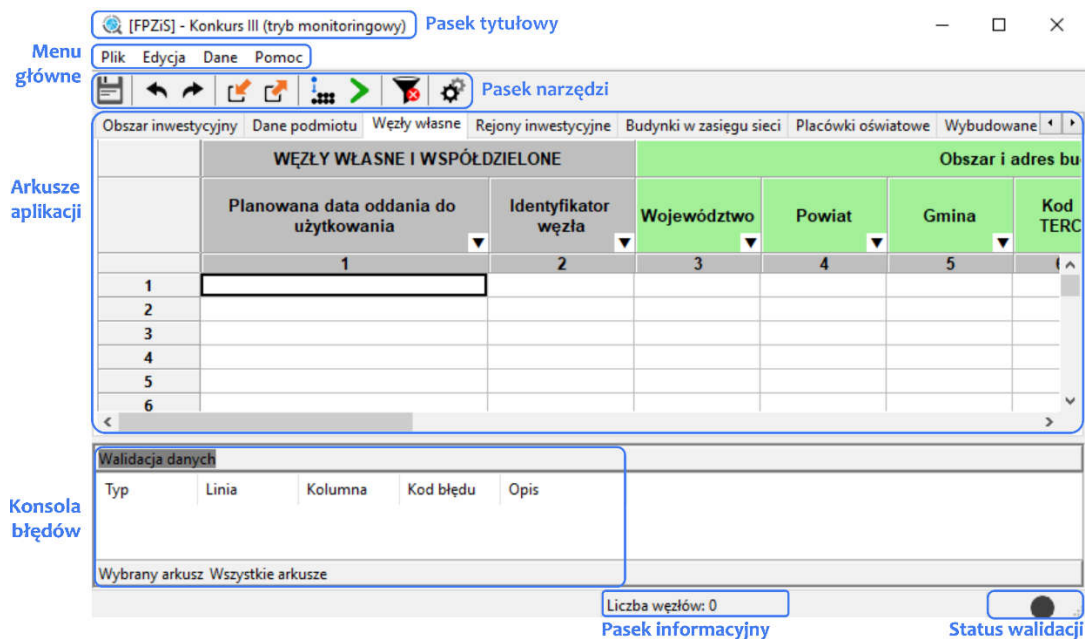 [FPZiS] - Konkurs III (tryb monitoringowy) Pasek tytułowy
Menu główne
Plik Edycja Dane Pomoc
Pasek narzędzi
Obszar inwestycyjny Dane podmiotu Węzły własne Rejony inwestycyjne Budynki w zasięgu sieci Placówki oświatowe Wybudowane
WĘZŁY WŁASNE I WSPÓŁDZIELONE Obszar i adres bu
Arkusze aplikacji
Planowana data oddania do użytkowania
Identyfikator węzła
Województwo
Powiat
Gmina
Kod TERC
1 2 3 4 5
1
2
3
4
5
6
Walidacja danych
Typ Linia Kolumna Kod błędu Opis
Konsola błędów
Wybrany arkusz Wszystkie arkusze
Liczba węzłów: 0
Pasek informacyjny Status walidacji